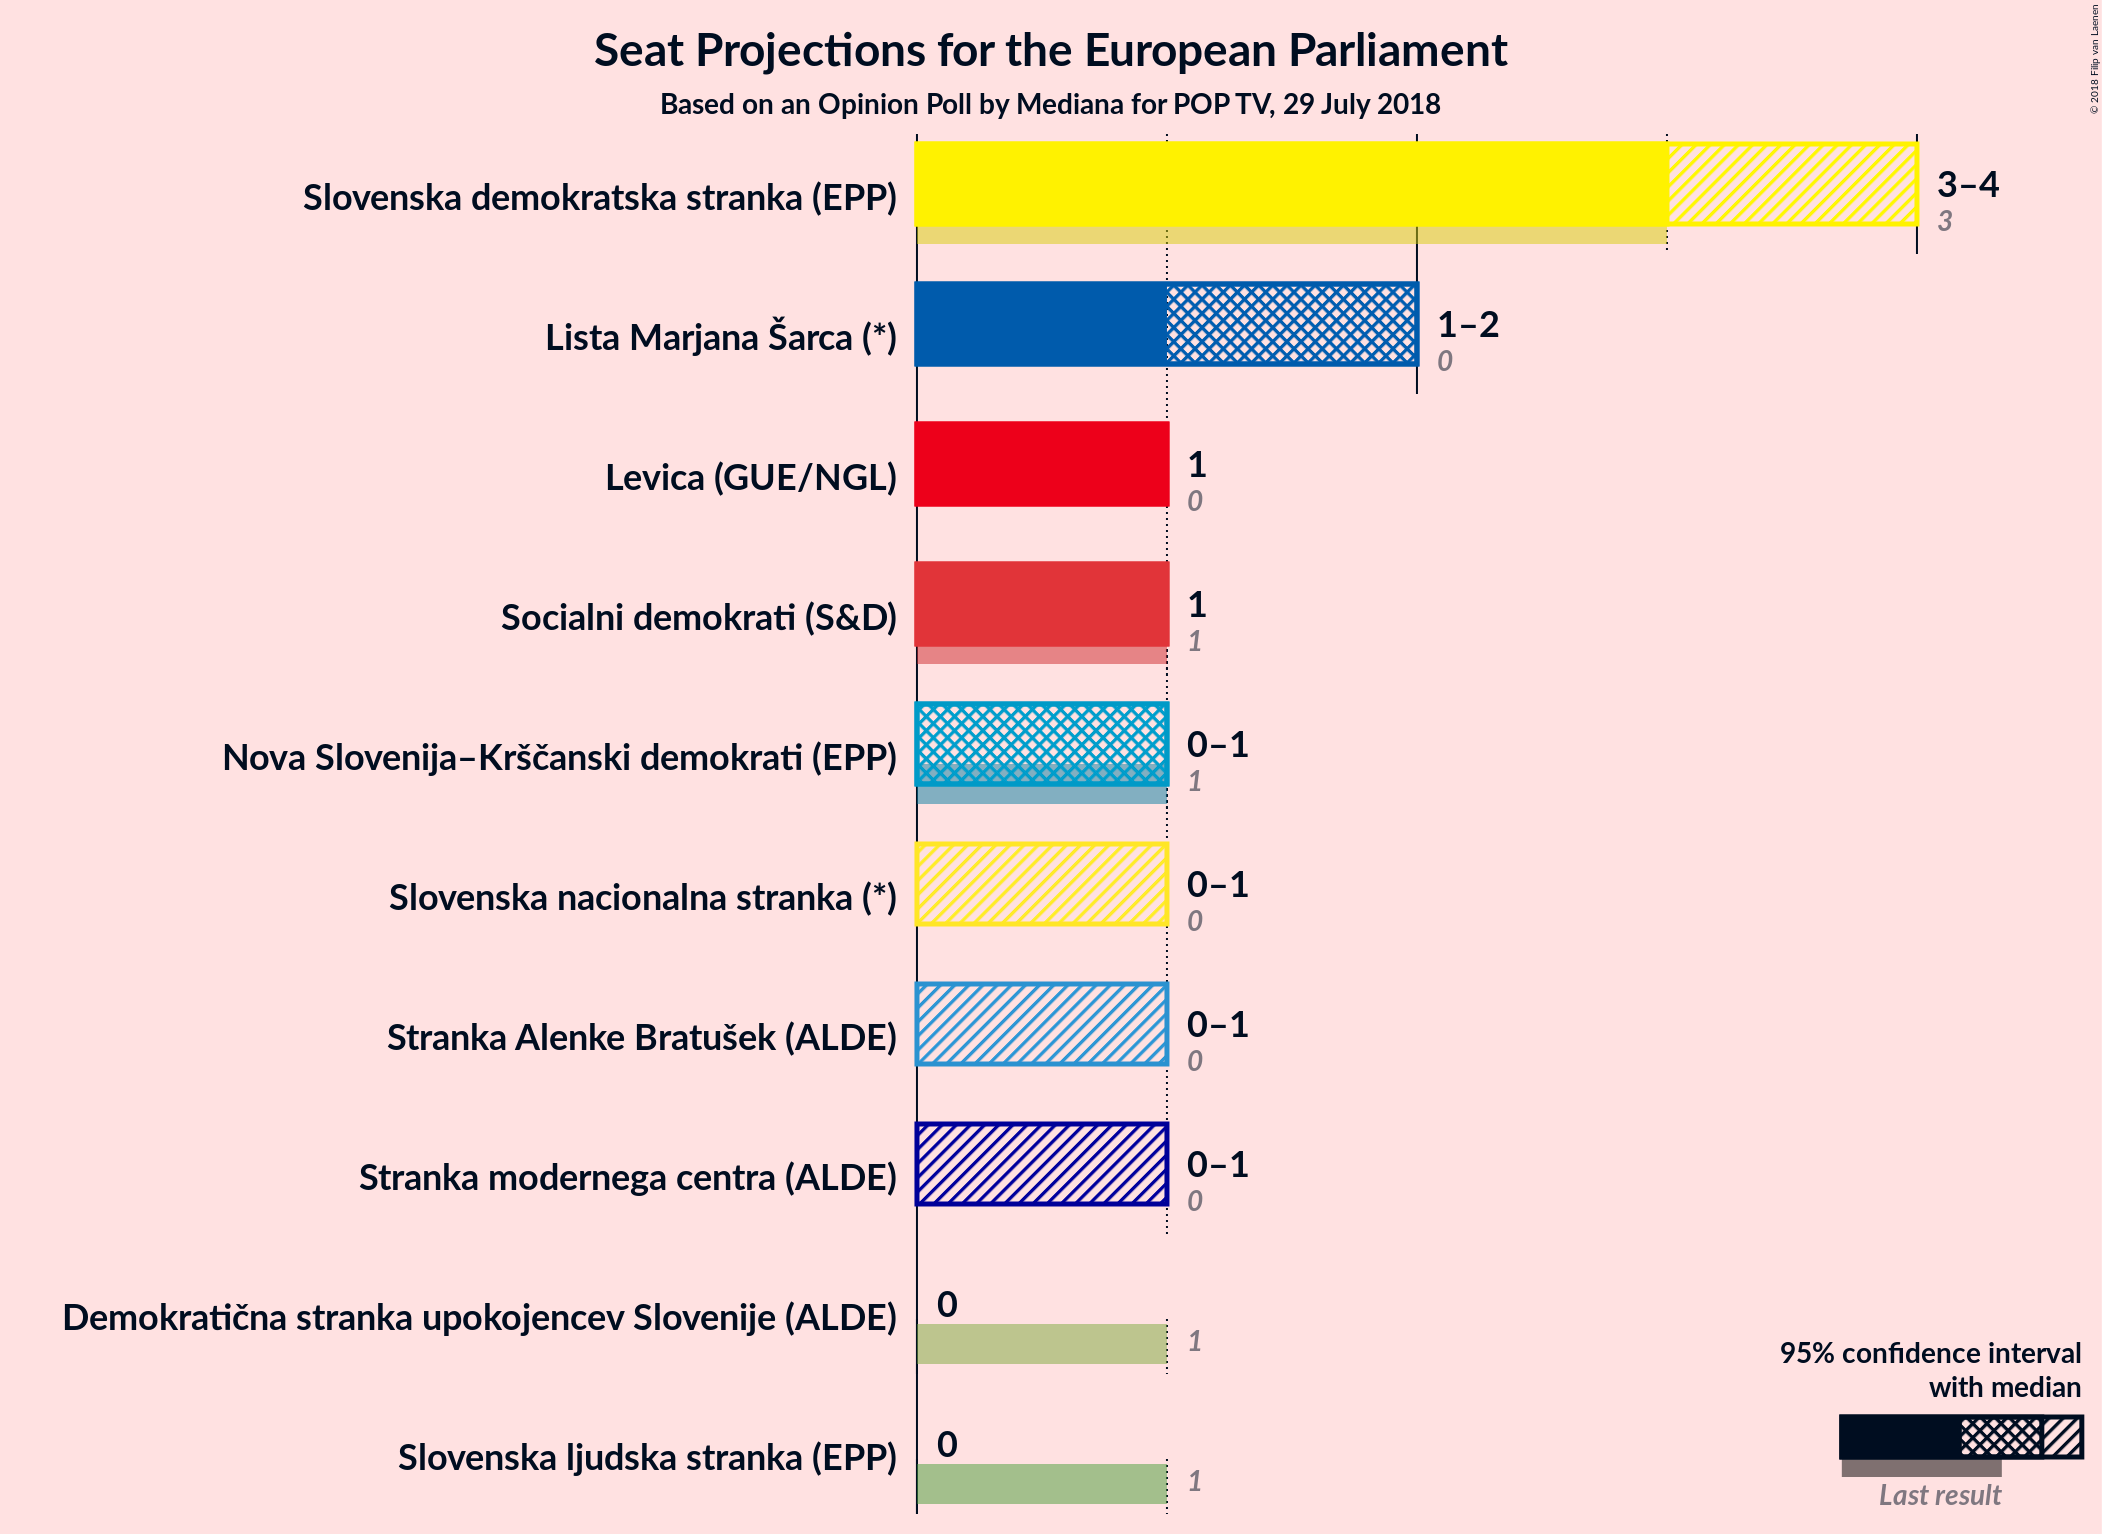 Seat Projections for the European Parliament
Based on an Opinion Poll by Mediana for POP TV, 29 July 2018
© 2018 Filip van Laenen
Slovenska demokratska stranka (EPP)
3–4
3
Lista Marjana Šarca (*)
1–2
0
Levica (GUE/NGL)
1
0
Socialni demokrati (S&D)
1
1
Nova Slovenija–Krščanski demokrati (EPP)
0–1
1
Slovenska nacionalna stranka (*)
0–1
0
Stranka Alenke Bratušek (ALDE)
0–1
0
Stranka modernega centra (ALDE)
0–1
0
Demokratična stranka upokojencev Slovenije (ALDE)
0
1
Slovenska ljudska stranka (EPP)
0
1
95% confidence interval
with median
Last result